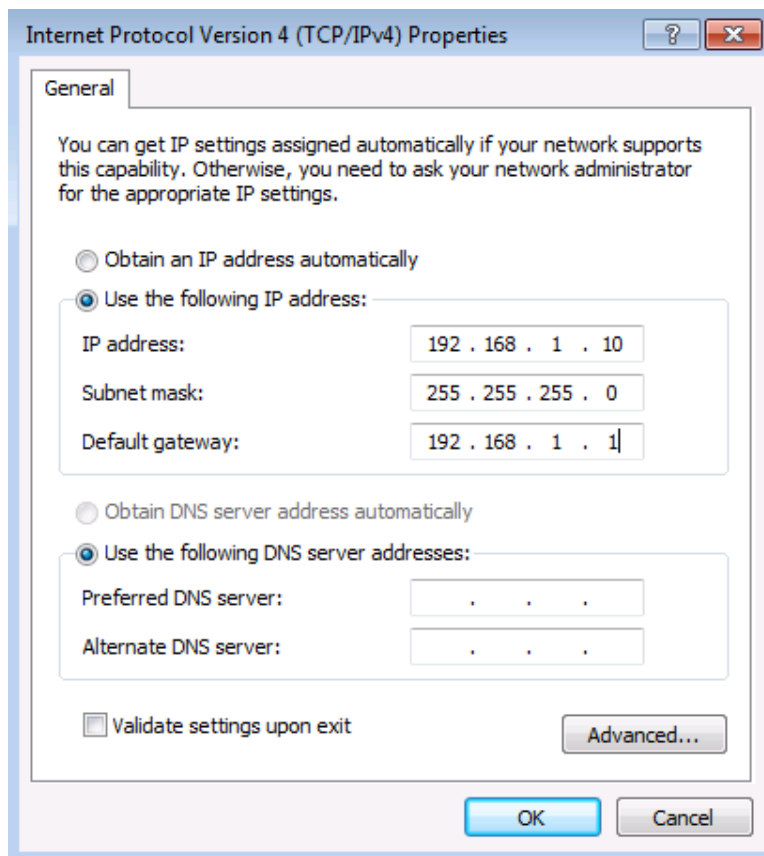 Internet Protocol Version 4 (TCP/IPv4) Properties
General
You can get IP settings assigned automatically if your network supports
this capability. Otherwise, you need to ask your network administrator
for the appropriate IP settings.
Obtain an IP address automatically
Use the following IP address:
IP address: 192 . 168 . 1 . 10
Subnet mask: 255 . 255 . 255 . 0
Default gateway: 192 . 168 . 1 . 1
Obtain DNS server address automatically
Use the following DNS server addresses:
Preferred DNS server: . . .
Alternate DNS server: . . .
Validate settings upon exit
Advanced...
OK Cancel